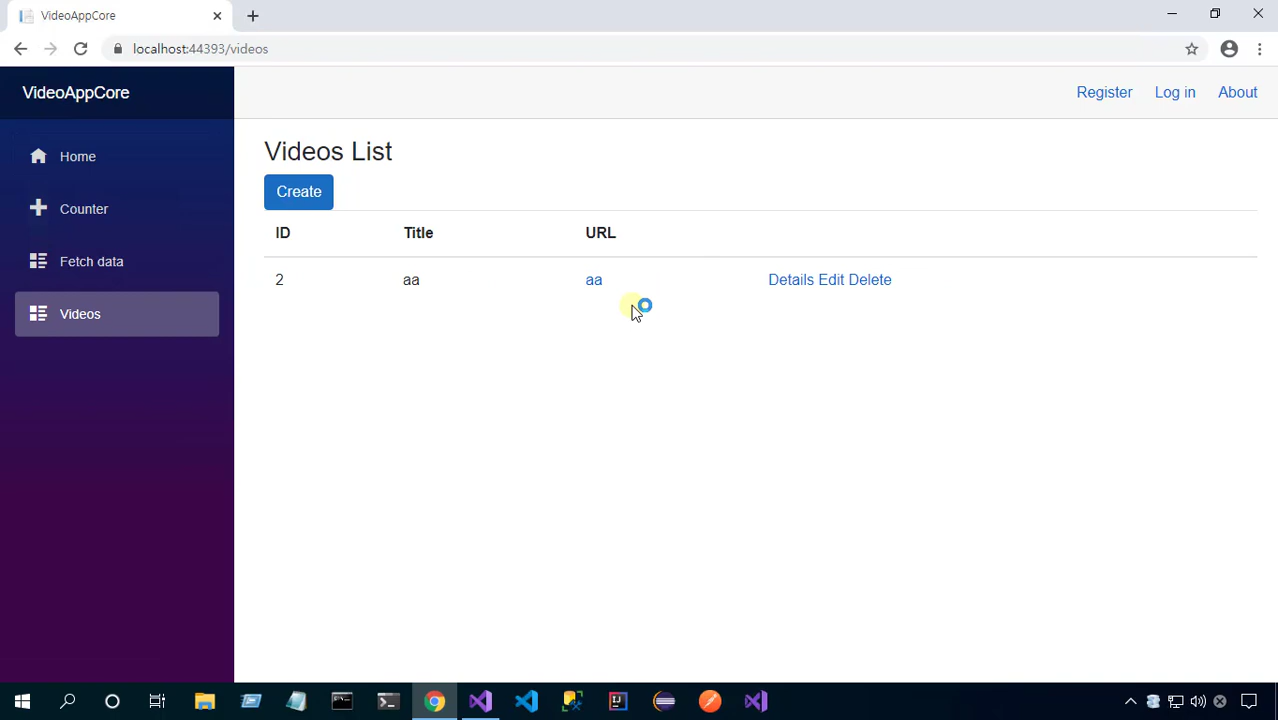 VideoAppCore
localhost:44393/videos
VideoAppCore
Register Log in About
Home
Counter
Fetch data
Videos
Videos List
Create
ID Title URL
2 aa aa Details Edit Delete